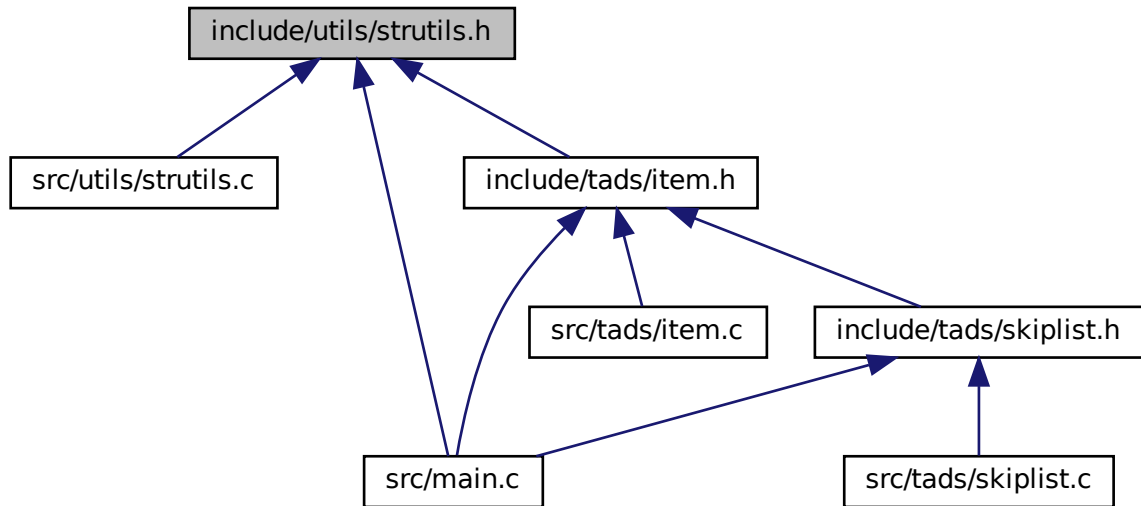 include/utils/strutils.h
src/utils/strutils.c
include/tads/item.h
src/tads/item.c
include/tads/skiplist.h
src/main.c
src/tads/skiplist.c